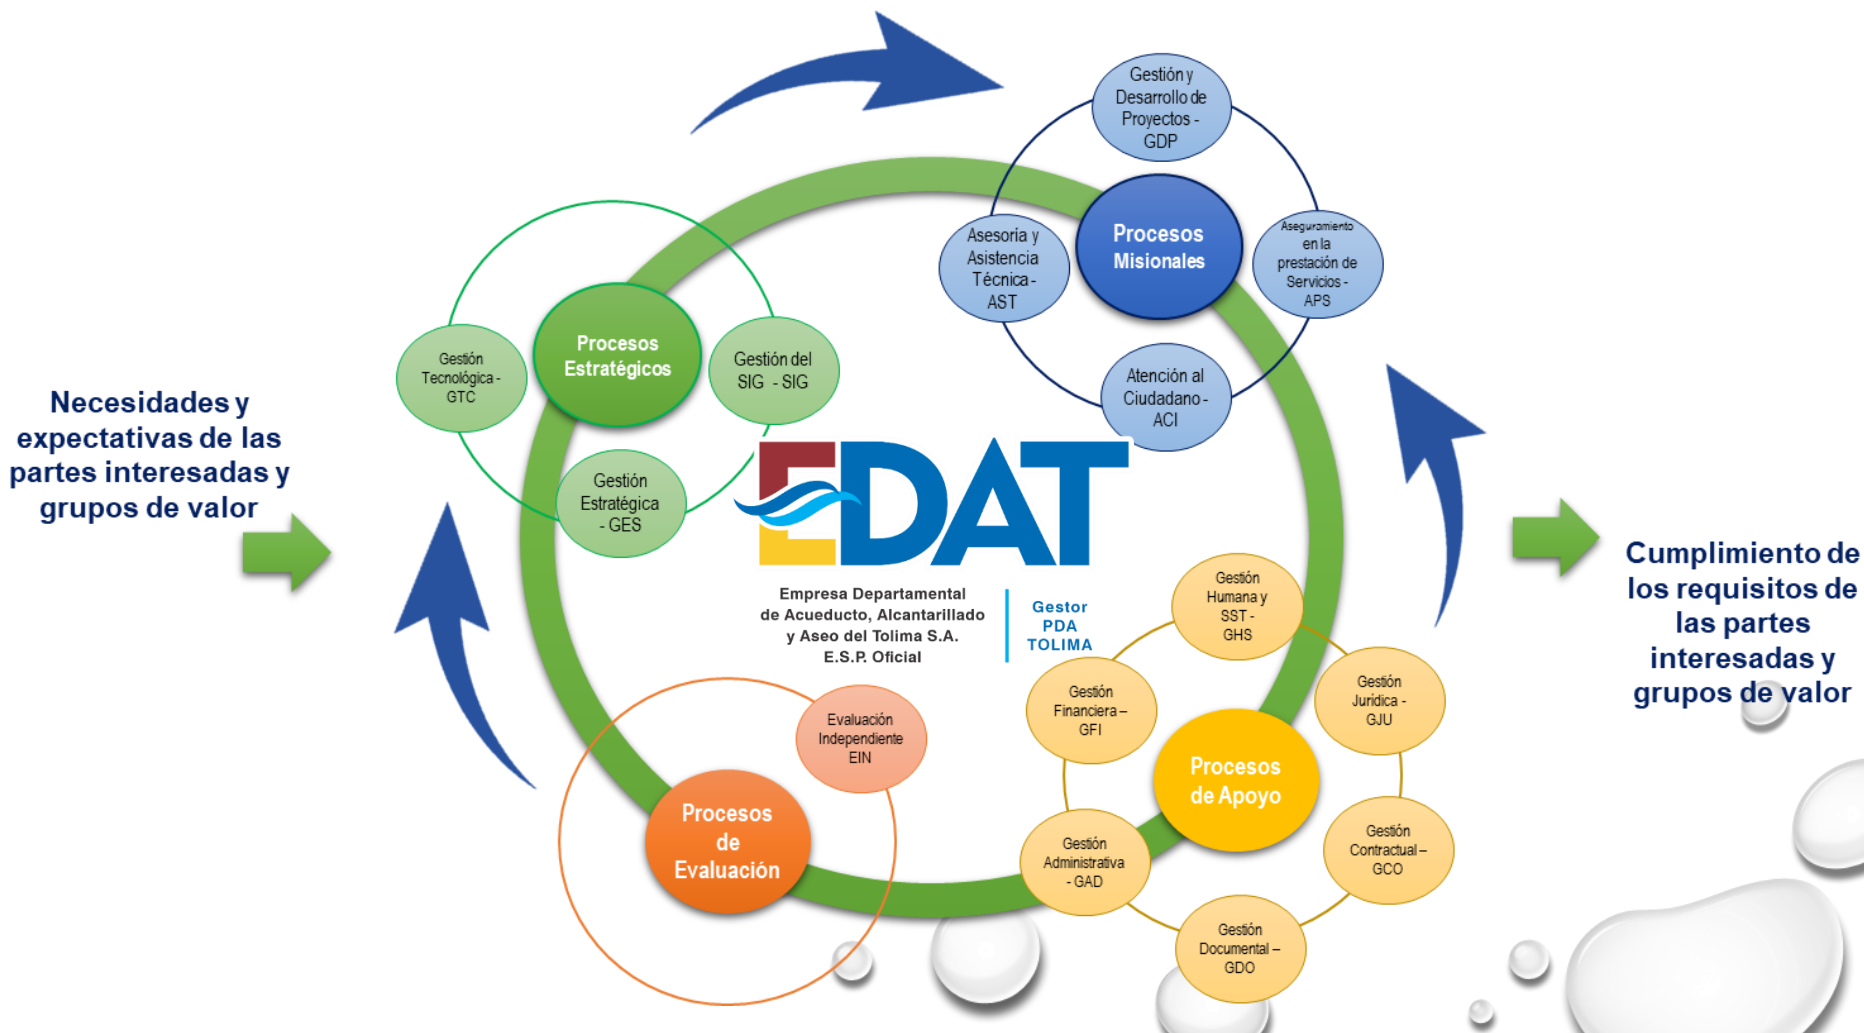 Necesidades y
expectativas de las
partes interesadas y
grupos de valor
Procesos
Estratégicos
Gestión
Tecnológica -
GTC
Gestión del
SIG - SIG
Gestión
Estratégica
- GES
Procesos
Misionales
Gestión y
Desarrollo de
Proyectos -
GDP
Asesoría y
Asistencia
Técnica-
AST
Aseguramiento
en la
prestación de
Servicios -
APS
Atención al
Ciudadano-
ACI
EDAT
Empresa Departamental
de Acueducto, Alcantarillado
y Aseo del Tolima S.A.
E.S.P. Oficial
Gestor
PDA
TOLIMA
Procesos
de
Evaluación
Evaluación
Independiente
EIN
Procesos
de Apoyo
Gestión
Humana y
SST -
GHS
Gestión
Financiera –
GFI
Gestión
Jurídica -
GJU
Gestión
Administrativa
- GAD
Gestión
Contractual –
GCO
Gestión
Documental –
GDO
Cumplimiento de
los requisitos de
las partes
interesadas y
grupos de valor